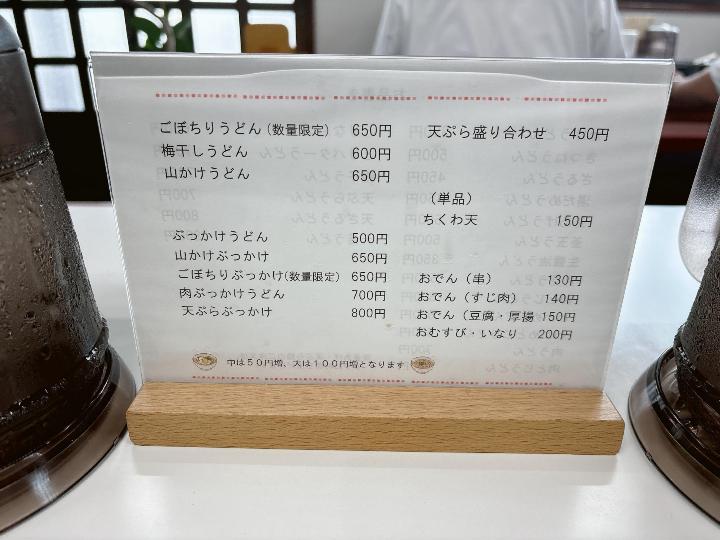 ごぼちりうどん(数量限定) 650円
梅干しうどん 600円
山かけうどん 650円
ぶっかけうどん 500円
山かけぶっかけ 650円
ごぼちりぶっかけ(数量限定) 650円
肉ぶっかけうどん 700円
天ぷらぶっかけ 800円
天ぷら盛り合わせ 450円
(単品)
ちくわ天 150円
おでん(串) 130円
おでん(すじ肉) 140円
おでん(豆腐・厚揚 150円
おむすび・いなり 200円
中は50円増、大は100円増となります